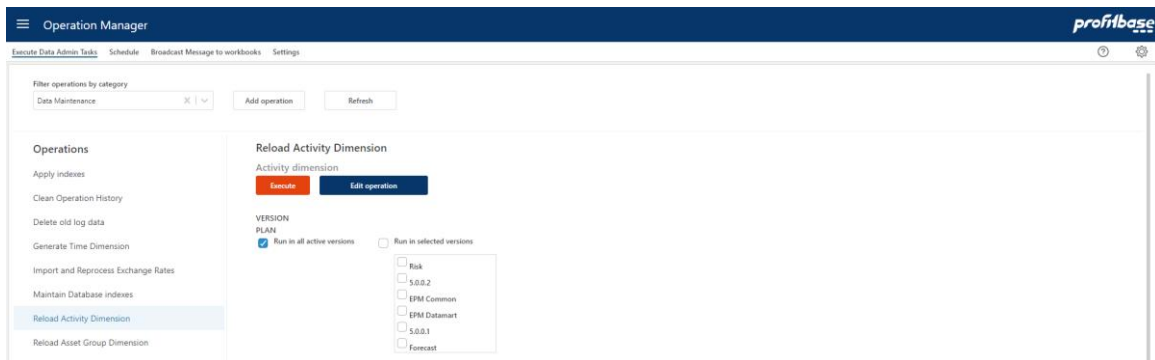 Operation Manager
profitbase
Execute Data Admin Tasks Schedule Broadcast Message to workbooks Settings
Filter operations by category
Data Maintenance
Add operation
Refresh
Operations
Apply indexes
Clean Operation History
Delete old log data
Generate Time Dimension
Import and Reprocess Exchange Rates
Maintain Database indexes
Reload Activity Dimension
Reload Asset Group Dimension
Reload Activity Dimension
Activity dimension
Execute
Edit operation
VERSION
PLAN
Run in all active versions
Run in selected versions
Risk
5.0.0.2
EPM Common
EPM Datamart
5.0.0.1
Forecast